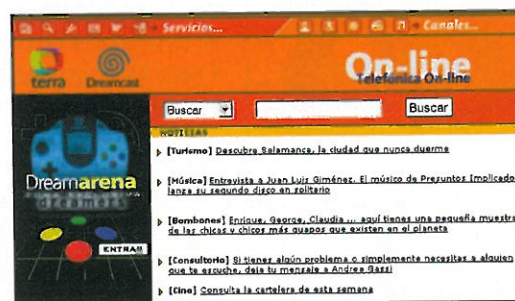 Servicios... Canales...
terra Dreamcast
On-line
Telefónica On-line
Buscar Buscar
NOTICIAS
[Turismo] Descubre Salamanca, la ciudad que nunca duerme
[Música] Entrevista a Juan Luis Giménez. El músico de Presuntos Implicado
lanza su segundo disco en solitario
Dreamarena
[Bombones] Enrique, George, Claudia ... aquí tienes una pequeña muestra
de las chicas y chicos más guapos que existen en el planeta
ENTRAR
[Consultorio] Si tienes algún problema o simplemente necesitas a alguien
que te escuche, deja tu mensaje a Andrea Gassi
[Cine] Consulta la cartelera de esta semana